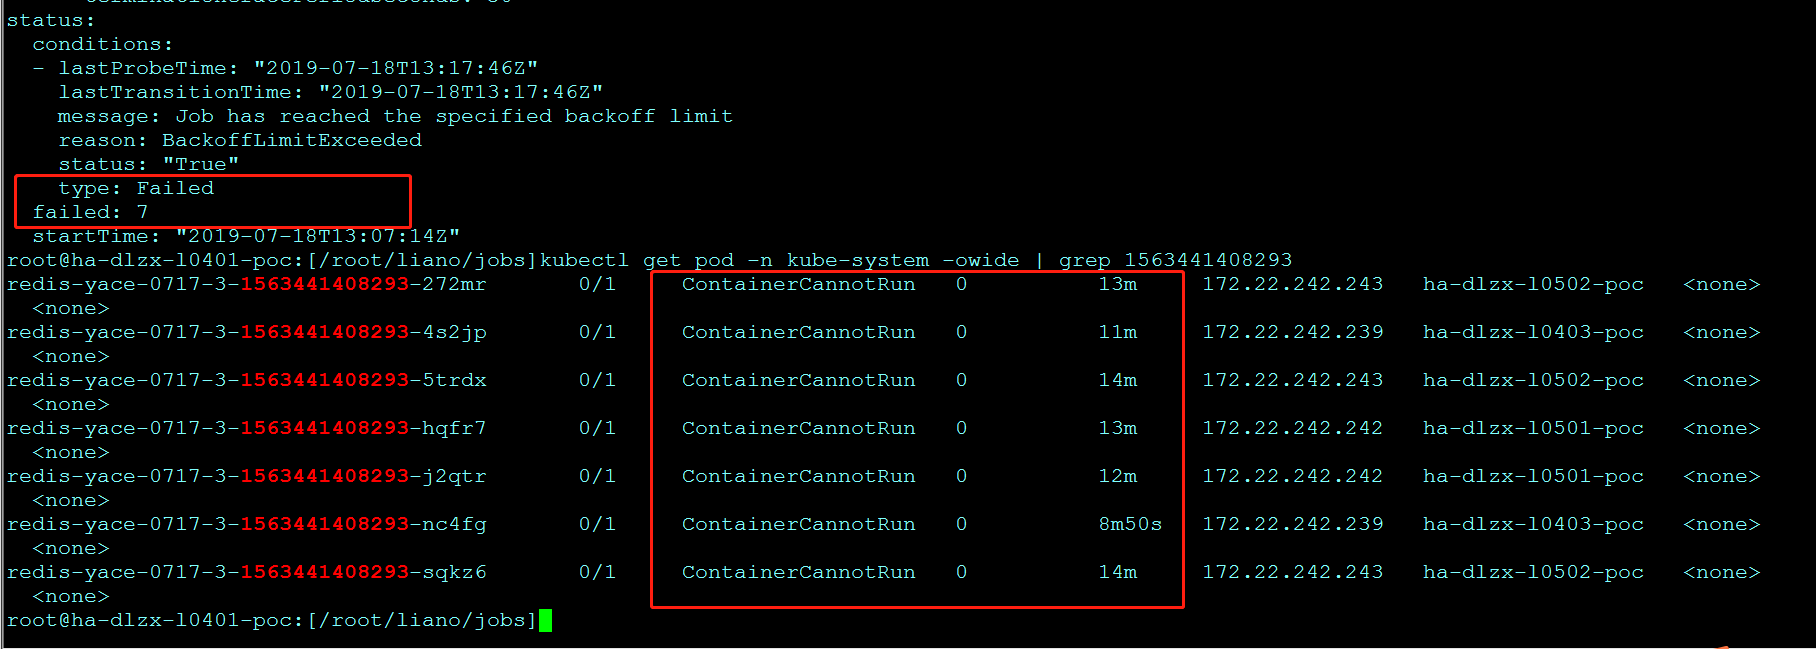 status:
  conditions:
  - lastProbeTime: "2019-07-18T13:17:46Z"
    lastTransitionTime: "2019-07-18T13:17:46Z"
    message: Job has reached the specified backoff limit
    reason: BackoffLimitExceeded
    status: "True"
    type: Failed
  failed: 7
  startTime: "2019-07-18T13:07:14Z"
root@ha-dlzx-l0401-poc:[/root/liano/jobs]kubectl get pod -n kube-system -owide | grep 1563441408293
redis-yace-0717-3-1563441408293-272mr 0/1 ContainerCannotRun 0 13m 172.22.242.243 ha-dlzx-l0502-poc <none>
  <none>
redis-yace-0717-3-1563441408293-4s2jp 0/1 ContainerCannotRun 0 11m 172.22.242.239 ha-dlzx-l0403-poc <none>
  <none>
redis-yace-0717-3-1563441408293-5trdx 0/1 ContainerCannotRun 0 14m 172.22.242.243 ha-dlzx-l0502-poc <none>
  <none>
redis-yace-0717-3-1563441408293-hqfr7 0/1 ContainerCannotRun 0 13m 172.22.242.242 ha-dlzx-l0501-poc <none>
  <none>
redis-yace-0717-3-1563441408293-j2qtr 0/1 ContainerCannotRun 0 12m 172.22.242.242 ha-dlzx-l0501-poc <none>
  <none>
redis-yace-0717-3-1563441408293-nc4fg 0/1 ContainerCannotRun 0 8m50s 172.22.242.239 ha-dlzx-l0403-poc <none>
  <none>
redis-yace-0717-3-1563441408293-sqkz6 0/1 ContainerCannotRun 0 14m 172.22.242.243 ha-dlzx-l0502-poc <none>
  <none>
root@ha-dlzx-l0401-poc:[/root/liano/jobs]